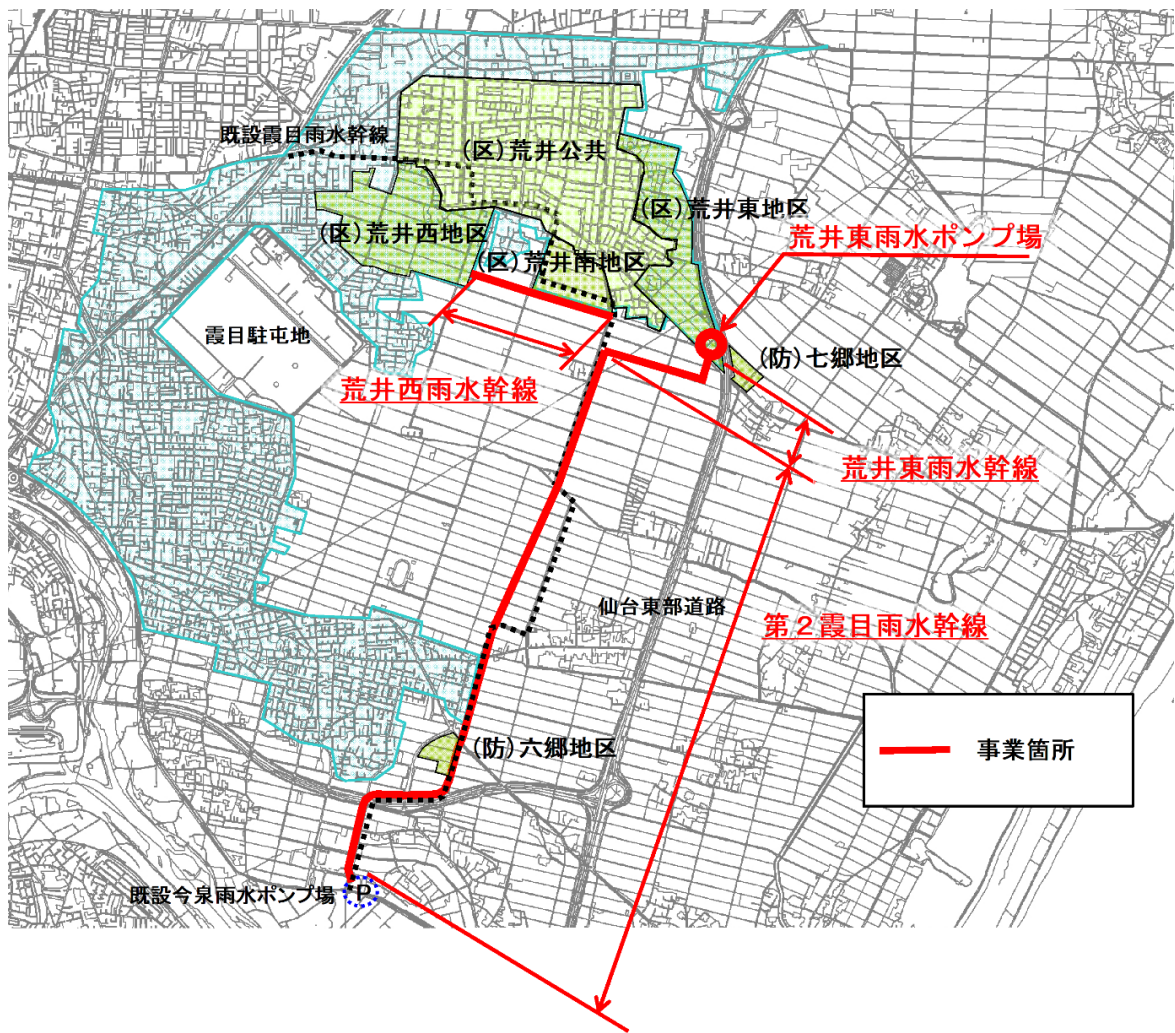 既設霞目雨水幹線
(区)荒井公共
(区)荒井東地区
(区)荒井西地区
荒井東雨水ポンプ場
(区)荒井南地区
霞目駐屯地
(防)七郷地区
荒井西雨水幹線
荒井東雨水幹線
仙台東部道路
第2霞目雨水幹線
(防)六郷地区
事業箇所
既設今泉雨水ポンプ場
P